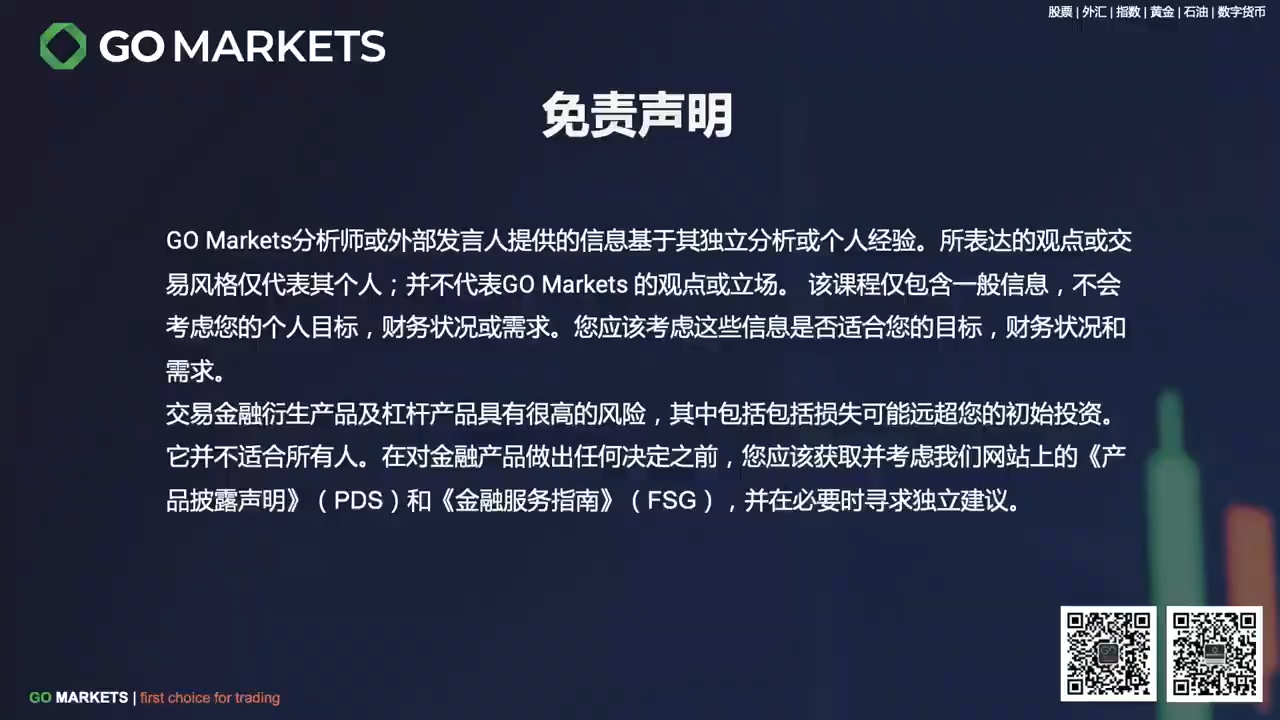 股票 | 外汇 | 指数 | 黄金 | 石油 | 数字货币
GO MARKETS
免责声明
GO Markets分析师或外部发言人提供的信息基于其独立分析或个人经验。所表达的观点或交
易风格仅代表其个人；并不代表GO Markets 的观点或立场。 该课程仅包含一般信息，不会
考虑您的个人目标，财务状况或需求。您应该考虑这些信息是否适合您的目标，财务状况和
需求。
交易金融衍生产品及杠杆产品具有很高的风险，其中包括包括损失可能远超您的初始投资。
它并不适合所有人。在对金融产品做出任何决定之前，您应该获取并考虑我们网站上的《产
品披露声明》（PDS）和《金融服务指南》（FSG），并在必要时寻求独立建议。
GO MARKETS | first choice for trading